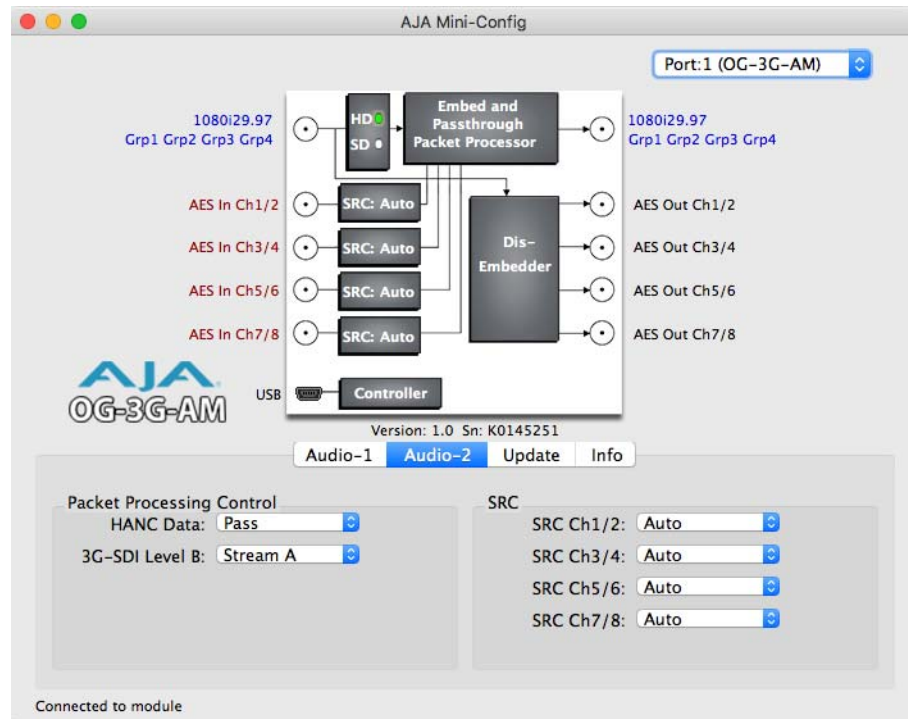 AJA Mini-Config
Port:1 (OG-3G-AM)
1080i29.97
Grp1 Grp2 Grp3 Grp4
HD
SD
Embed and
Passthrough
Packet Processor
1080i29.97
Grp1 Grp2 Grp3 Grp4
AES In Ch1/2
SRC: Auto
AES Out Ch1/2
AES In Ch3/4
SRC: Auto
Dis-
Embedder
AES Out Ch3/4
AES In Ch5/6
SRC: Auto
AES Out Ch5/6
AES In Ch7/8
SRC: Auto
AES Out Ch7/8
AJA
OG-3G-AM
USB
Controller
Version: 1.0 Sn: K0145251
Audio-1 Audio-2 Update Info
Packet Processing Control
HANC Data: Pass
3G-SDI Level B: Stream A
SRC
SRC Ch1/2: Auto
SRC Ch3/4: Auto
SRC Ch5/6: Auto
SRC Ch7/8: Auto
Connected to module